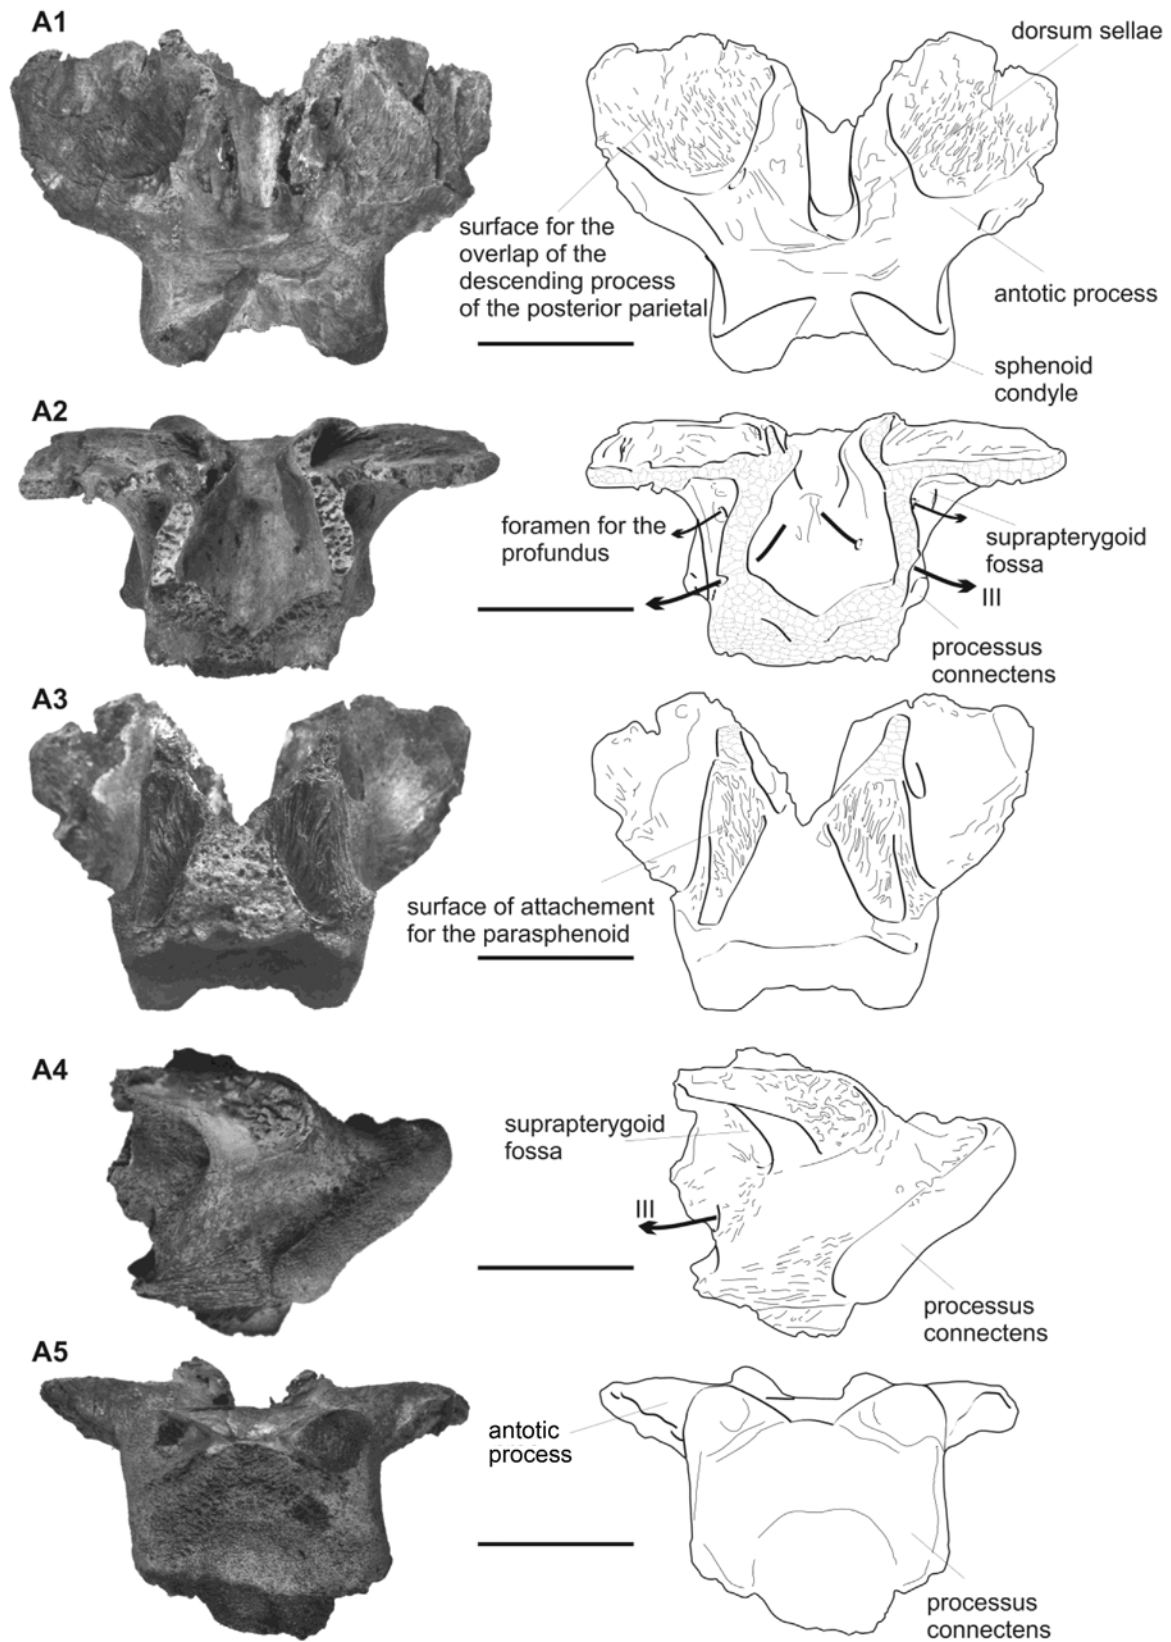 A1
dorsum sellae
surface for the
overlap of the
descending process
of the posterior parietal
antotic process
sphenoid
condyle
A2
foramen for the
profundus
suprapterygoid
fossa
III
processus
connectens
A3
surface of attachement
for the parasphenoid
A4
suprapterygoid
fossa
III
processus
connectens
A5
antotic
process
processus
connectens